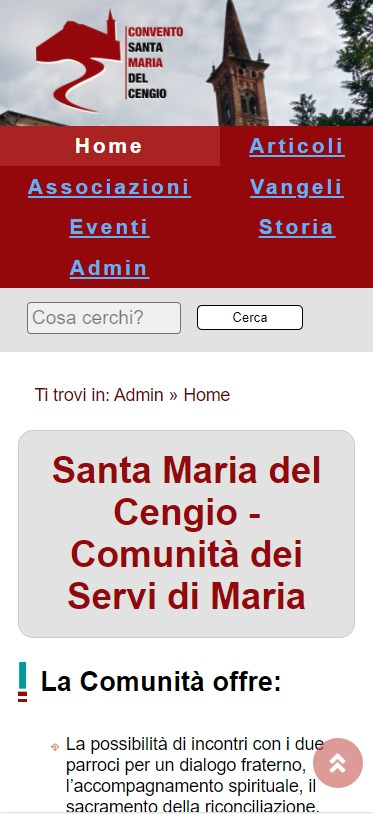 CONVENTO
SANTA
MARIA
DEL
CENGIO
Home
Articoli
Associazioni
Vangeli
Eventi
Storia
Admin
Cosa cerchi?
Cerca
Ti trovi in: Admin » Home
Santa Maria del
Cengio -
Comunità dei
Servi di Maria
La Comunità offre:
La possibilità di incontri con i due
parroci per un dialogo fraterno,
l'accompagnamento spirituale, il
sacramento della riconciliazione.